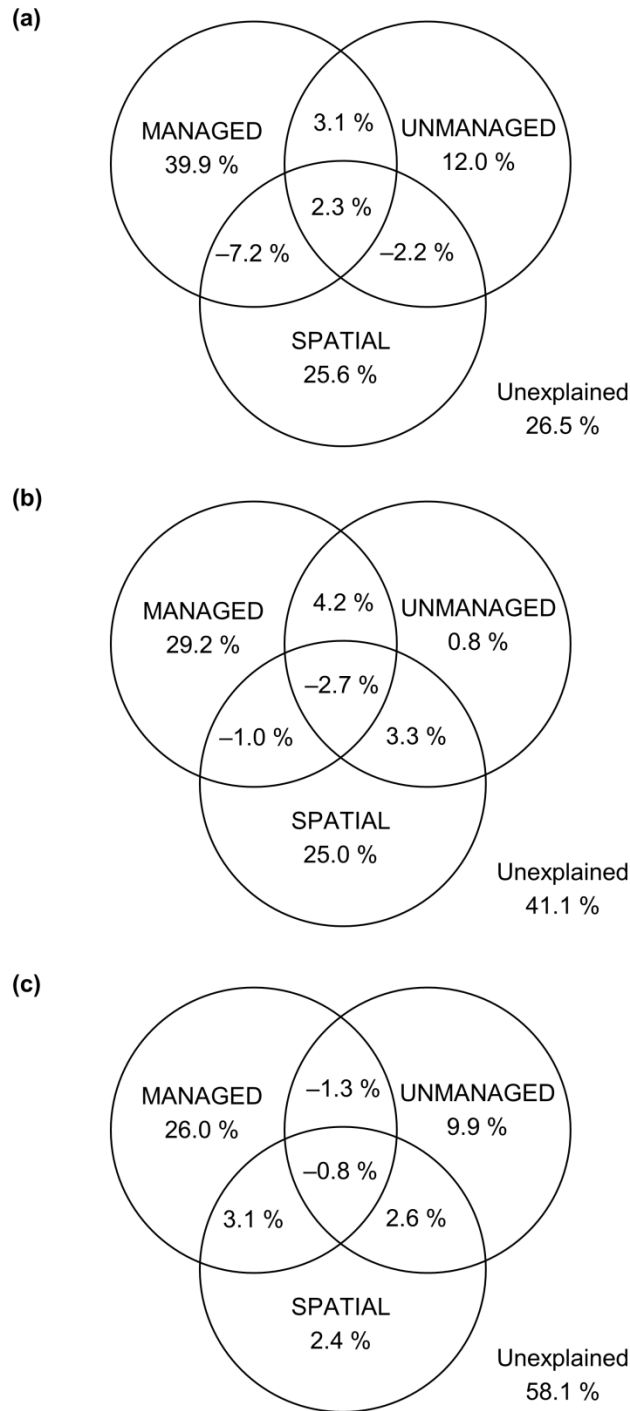 (a)
MANAGED
39.9 %
3.1 %
UNMANAGED
12.0 %
2.3 %
–7.2 %
–2.2 %
SPATIAL
25.6 %
Unexplained
26.5 %
(b)
MANAGED
29.2 %
4.2 %
UNMANAGED
0.8 %
–2.7 %
–1.0 %
3.3 %
SPATIAL
25.0 %
Unexplained
41.1 %
(c)
MANAGED
26.0 %
–1.3 %
UNMANAGED
9.9 %
–0.8 %
3.1 %
2.6 %
SPATIAL
2.4 %
Unexplained
58.1 %